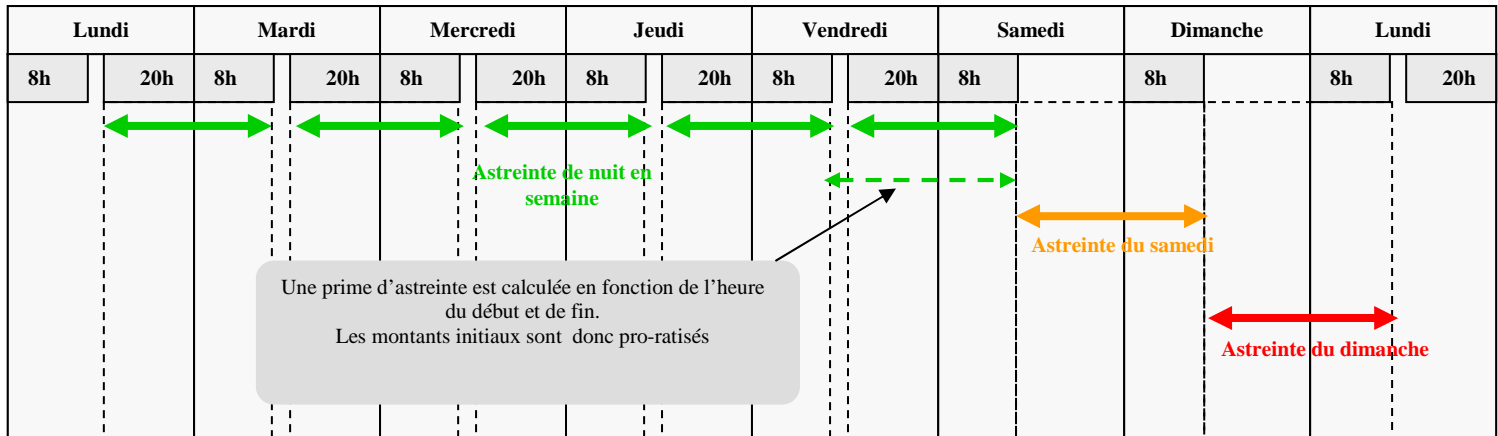 Lundi Mardi Mercredi Jeudi Vendredi Samedi Dimanche Lundi
8h 20h 8h 20h 8h 20h 8h 20h 8h 20h 8h 8h 8h 20h
Astreinte de nuit en
semaine
Astreinte du samedi
Une prime d’astreinte est calculée en fonction de l’heure
du début et de fin.
Les montants initiaux sont donc pro-ratisés
Astreinte du dimanche